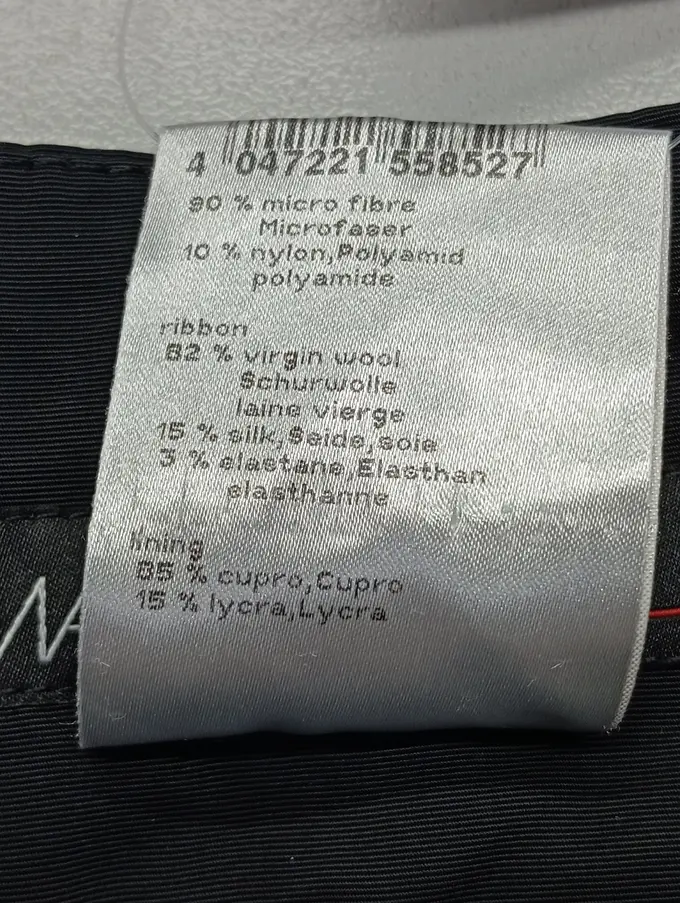 4 047221 558527
90 % micro fibre
Microfaser
10 % nylon,Polyamid
polyamide
ribbon
82 % virgin wool
Schurwolle
laine vierge
15 % silk,Seide,soie
3 % elastane,Elasthan
elasthanne
lining
85 % cupro,Cupro
15 % lycra,Lycra